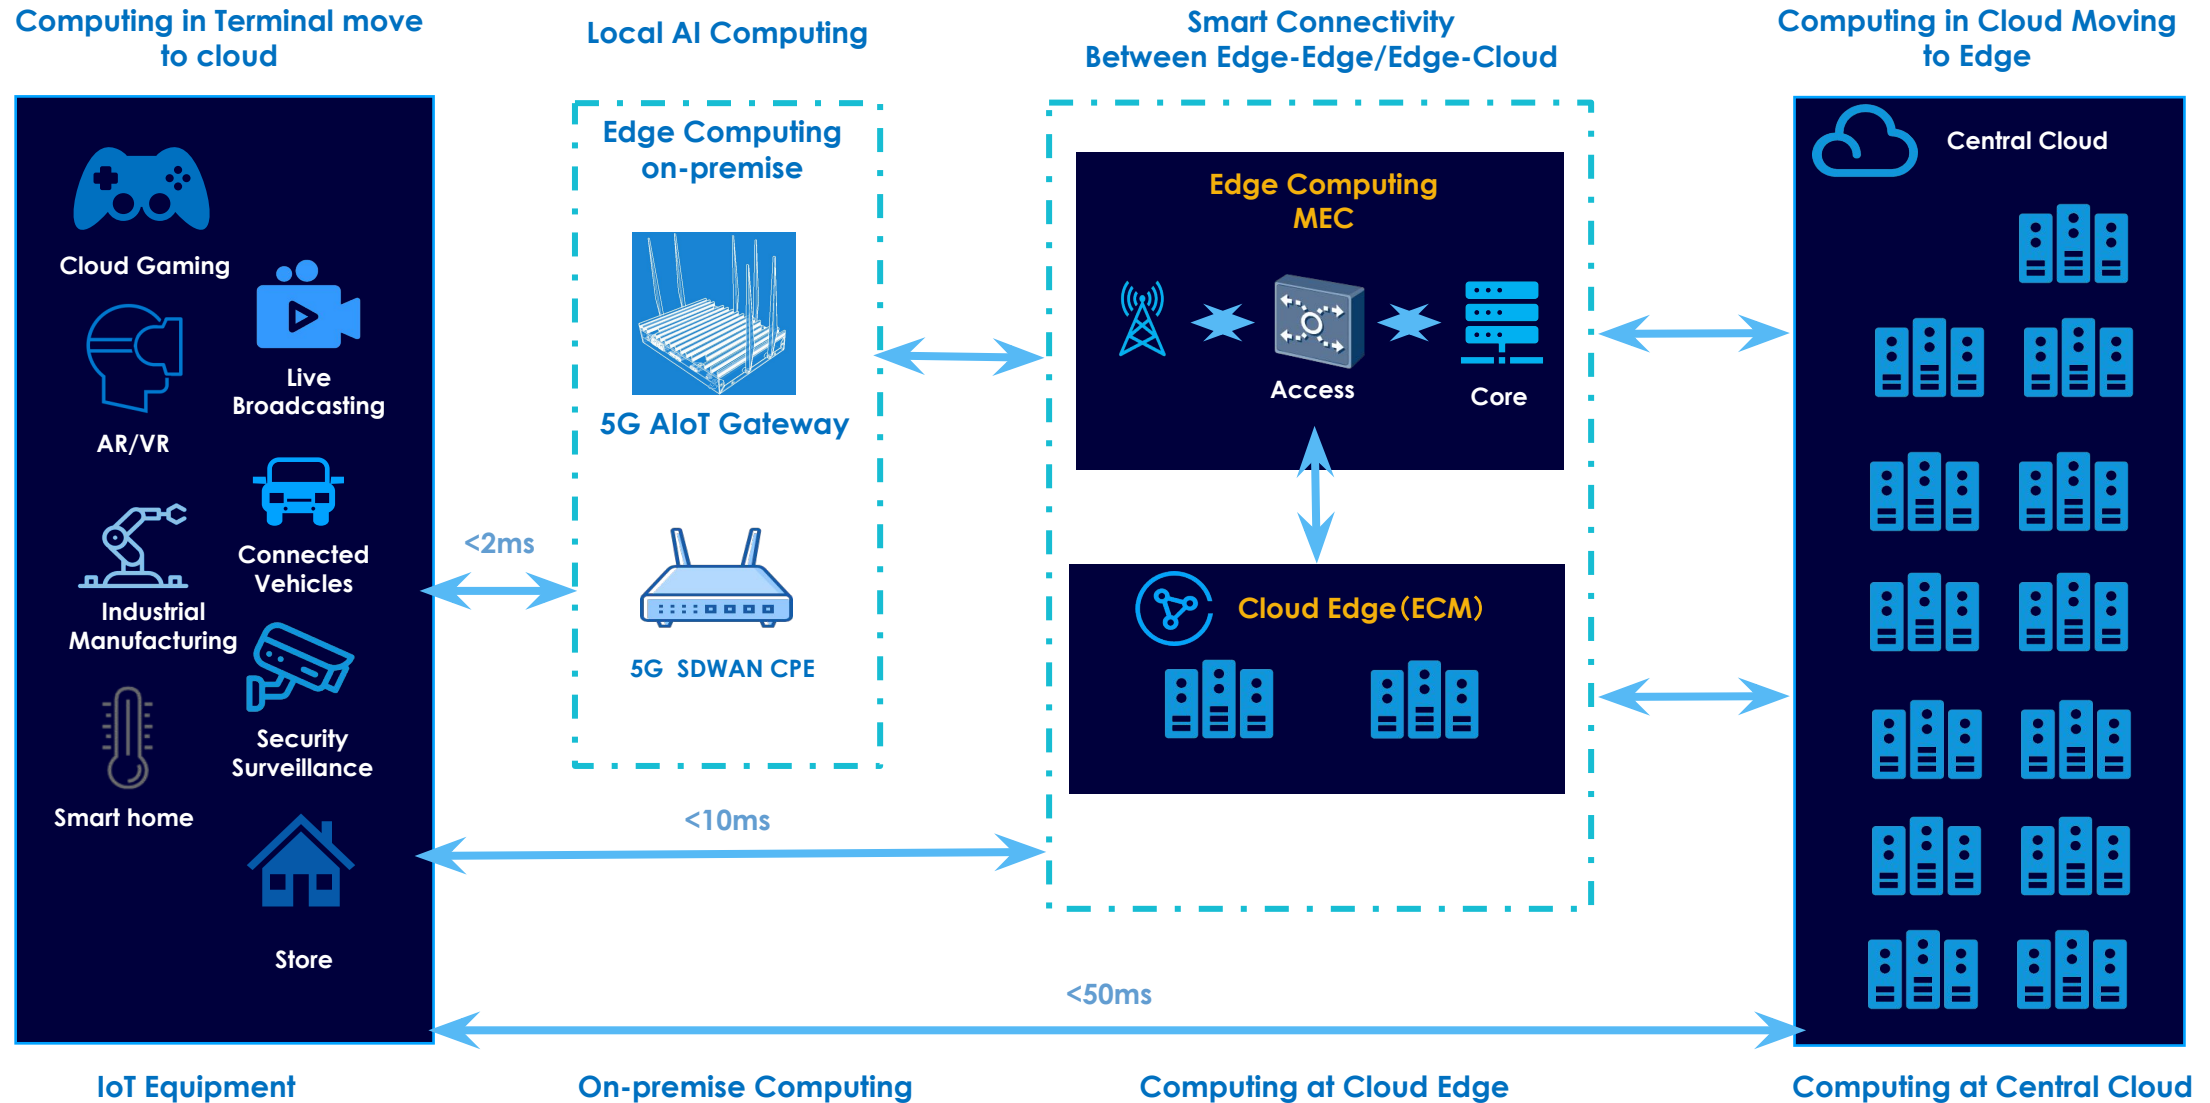 Computing in Terminal move
to cloud
Local AI Computing
Smart Connectivity
Between Edge-Edge/Edge-Cloud
Computing in Cloud Moving
to Edge
Cloud Gaming
Live
Broadcasting
AR/VR
Connected
Vehicles
Industrial
Manufacturing
Security
Surveillance
Smart home
Store
<2ms
Edge Computing
on-premise
5G AIoT Gateway
5G SDWAN CPE
<10ms
Edge Computing
MEC
Access
Core
Cloud Edge（ECM）
Central Cloud
<50ms
IoT Equipment
On-premise Computing
Computing at Cloud Edge
Computing at Central Cloud